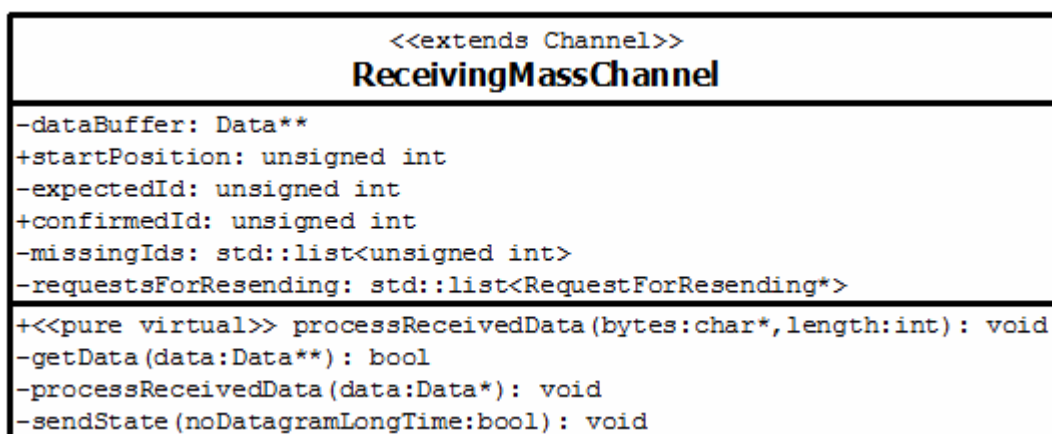 <<extends Channel>>
ReceivingMassChannel
-dataBuffer: Data**
+startPosition: unsigned int
-expectedId: unsigned int
+confirmedId: unsigned int
-missingIds: std::list<unsigned int>
-requestsForResending: std::list<RequestForResending*>
+<<pure virtual>> processReceivedData(bytes:char*,length:int): void
-getData(data:Data**): bool
-processReceivedData(data:Data*): void
-sendState(noDatagramLongTime:bool): void